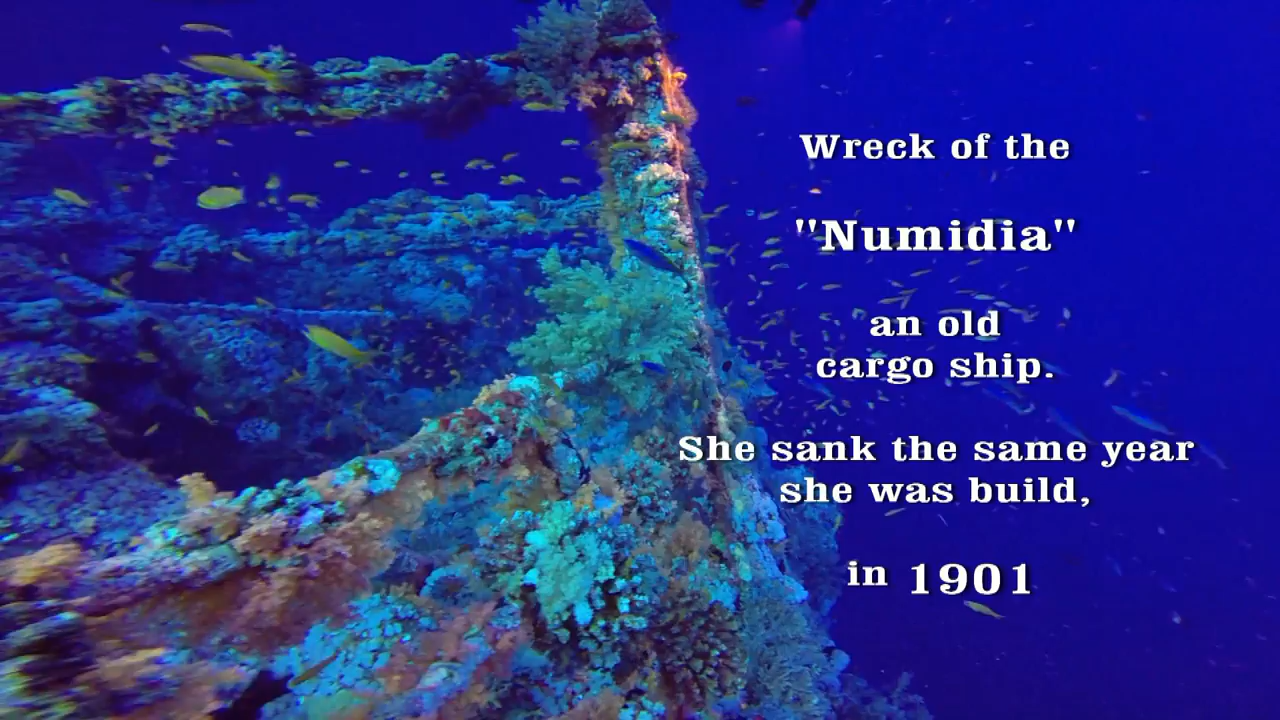 Wreck of the
"Numidia"
an old
cargo ship.
She sank the same year
she was build,
in 1901